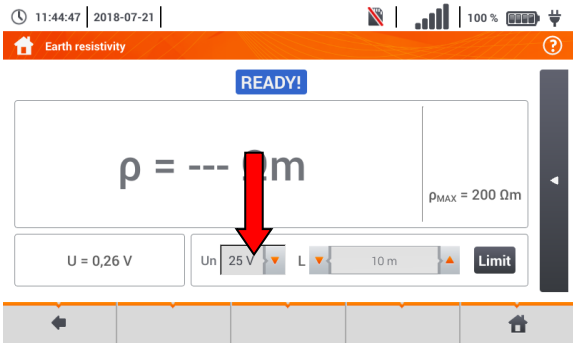 11:44:47 2018-07-21 100 %
Earth resistivity
READY!
ρ = --- Ωm
ρMAX = 200 Ωm
U = 0,26 V Un 25 V L 10 m Limit